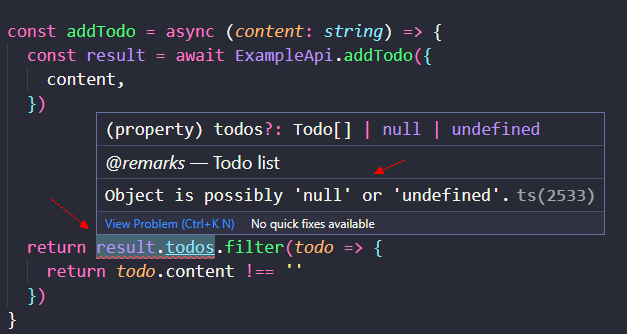 const addTodo = async (content: string) => {
const result = await ExampleApi.addTodo({
content,
})
(property) todos?: Todo[] | null | undefined
@remarks — Todo list
Object is possibly 'null' or 'undefined'. ts(2533)
View Problem (Ctrl+K N) No quick fixes available
return result.todos.filter(todo => {
return todo.content !== ''
})
}